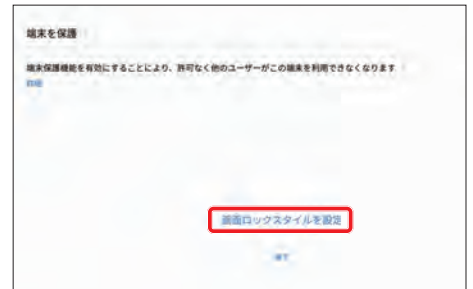 端末を保護
端末保護機能を有効にすることにより、許可なく他のユーザーがこの端末を利用できなくなります
詳細
画面ロックスタイルを設定